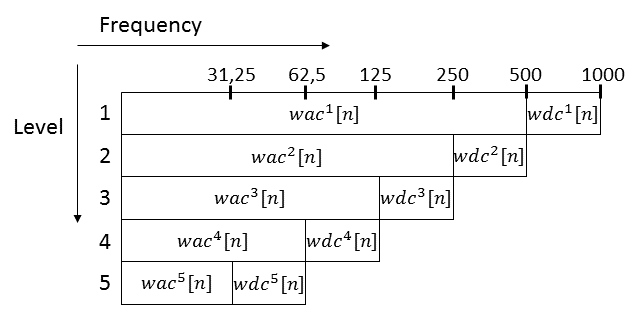 Frequency
31,25 62,5 125 250 500 1000
Level
1 wac¹[n] wdc¹[n]
2 wac²[n] wdc²[n]
3 wac³[n] wdc³[n]
4 wac⁴[n] wdc⁴[n]
5 wac⁵[n] wdc⁵[n]